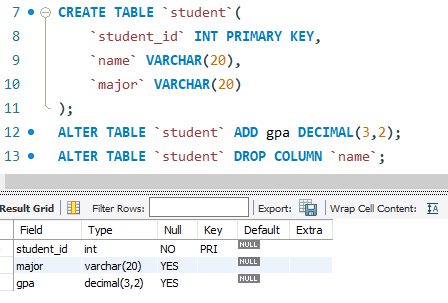 7 CREATE TABLE `student`(
8 `student_id` INT PRIMARY KEY,
9 `name` VARCHAR(20),
10 `major` VARCHAR(20)
11 );
12 ALTER TABLE `student` ADD gpa DECIMAL(3,2);
13 ALTER TABLE `student` DROP COLUMN `name`;
Result Grid Filter Rows: Export: Wrap Cell Content:
Field Type Null Key Default Extra
student_id int NO PRI NULL
major varchar(20) YES NULL
gpa decimal(3,2) YES NULL